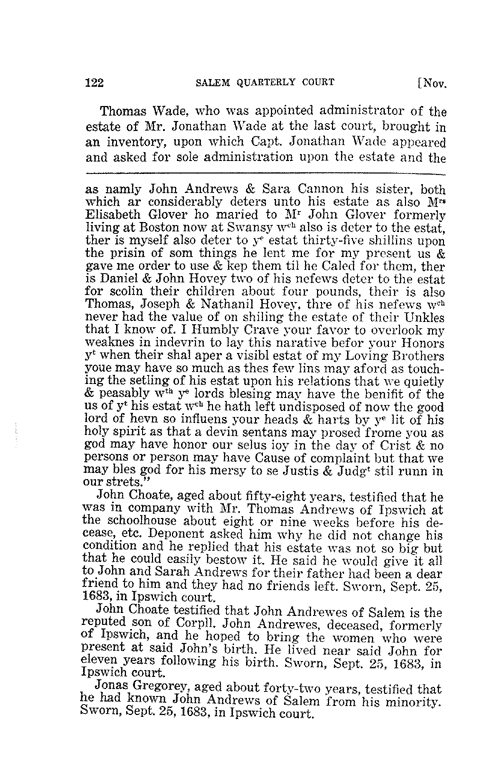 122 SALEM QUARTERLY COURT [Nov.
Thomas Wade, who was appointed administrator of the
estate of Mr. Jonathan Wade at the last court, brought in
an inventory, upon which Capt. Jonathan Wade appeared
and asked for sole administration upon the estate and the
as namly John Andrews & Sara Cannon his sister, both
which ar considerably deters unto his estate as also Mrs
Elisabeth Glover ho maried to Mr John Glover formerly
living at Boston now at Swansy wch also is deter to the estat,
ther is myself also deter to ye estat thirty-five shillins upon
the prisin of som things he lent me for my present us &
gave me order to use & kep them til he Caled for them, ther
is Daniel & John Hovey two of his nefews deter to the estat
for scolin their children about four pounds, their is also
Thomas, Joseph & Nathanil Hovey, thre of his nefews wch
never had the value of on shiling the estate of their Unkles
that I know of. I Humbly Crave your favor to overlook my
weaknes in indevrin to lay this narative befor your Honors
yt when their shal aper a visibl estat of my Loving Brothers
youe may have so much as thes few lins may aford as touch-
ing the setling of his estat upon his relations that we quietly
& peasably wth ye lords blesing may have the benifit of the
us of yt his estat wch he hath left undisposed of now the good
lord of hevn so influens your heads & harts by ye lit of his
holy spirit as that a devin sentans may prosed frome you as
god may have honor our selus ioy in the day of Crist & no
persons or person may have Cause of complaint but that we
may bles god for his mersy to se Justis & Judgt stil runn in
our strets."
John Choate, aged about fifty-eight years, testified that he
was in company with Mr. Thomas Andrews of Ipswich at
the schoolhouse about eight or nine weeks before his de-
cease, etc. Deponent asked him why he did not change his
condition and he replied that his estate was not so big but
that he could easily bestow it. He said he would give it all
to John and Sarah Andrews for their father had been a dear
friend to him and they had no friends left. Sworn, Sept. 25,
1683, in Ipswich court.
John Choate testified that John Andrewes of Salem is the
reputed son of Corpll. John Andrewes, deceased, formerly
of Ipswich, and he hoped to bring the women who were
present at said John's birth. He lived near said John for
eleven years following his birth. Sworn, Sept. 25, 1683, in
Ipswich court.
Jonas Gregorey, aged about forty-two years, testified that
he had known John Andrews of Salem from his minority.
Sworn, Sept. 25, 1683, in Ipswich court.